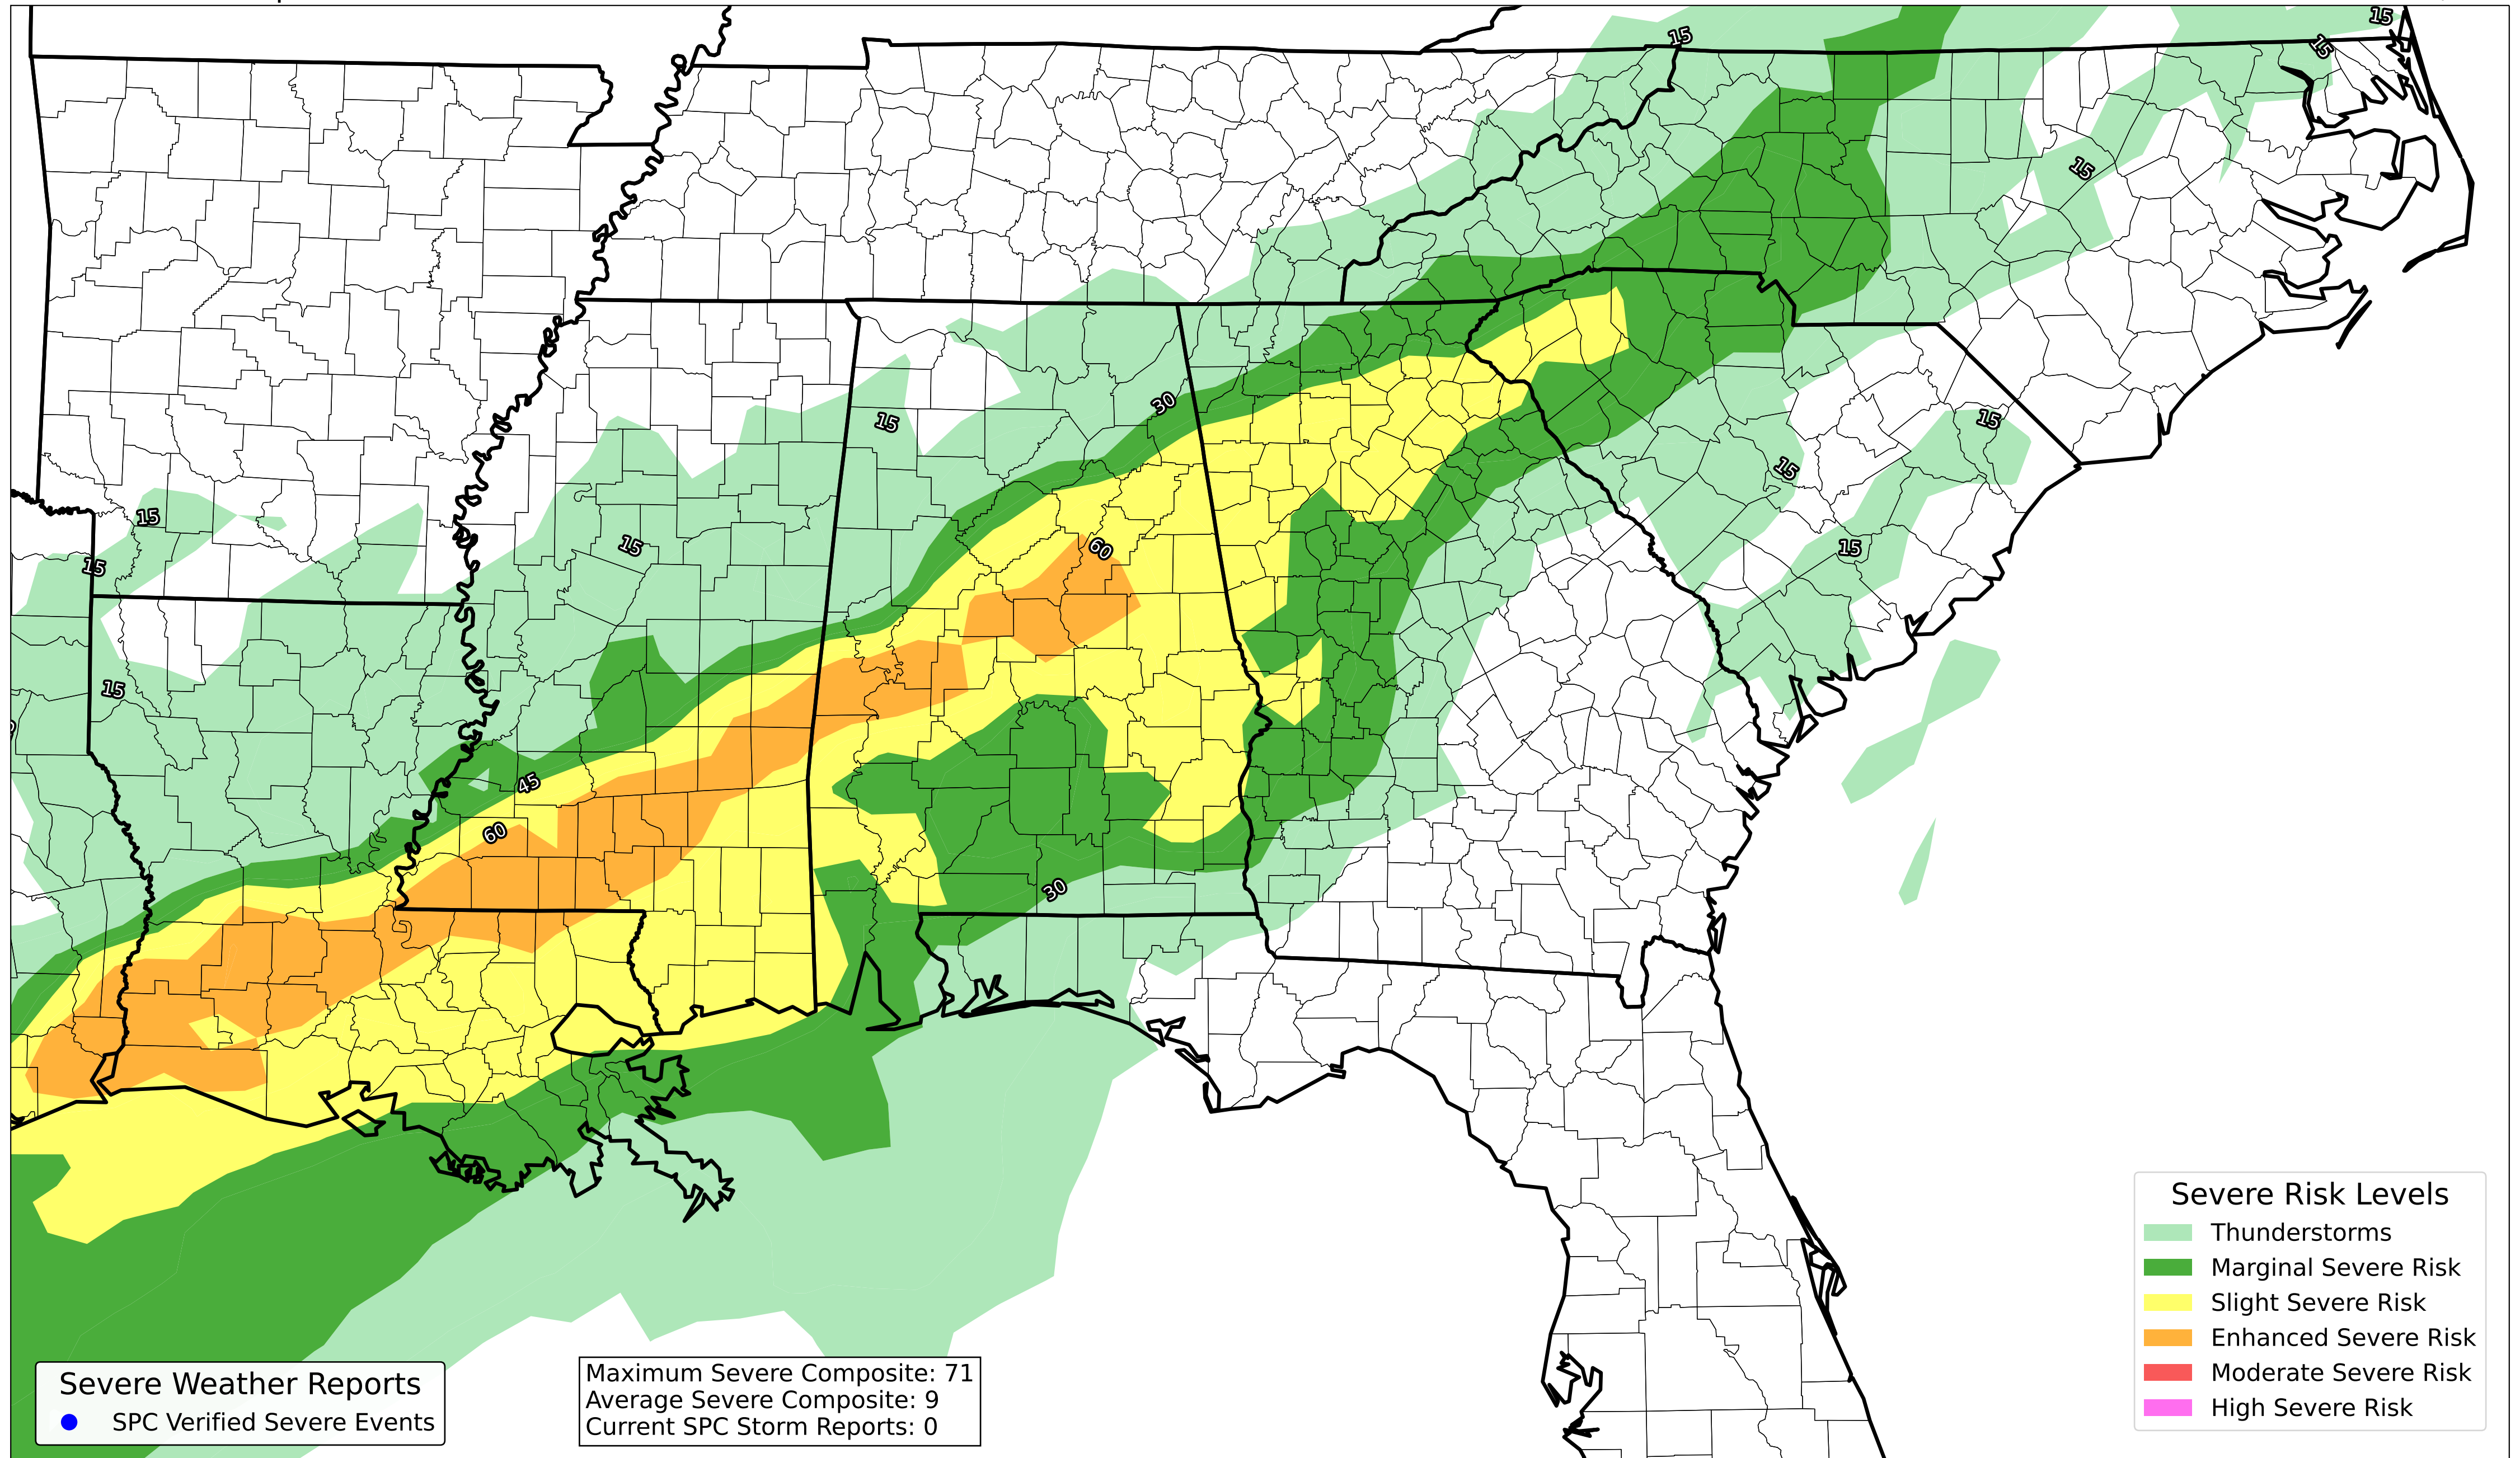 15
15
15
15
30
15
15
15
60
15
15
15
15
15
45
60
30
Severe Risk Levels
Thunderstorms
Marginal Severe Risk
Slight Severe Risk
Enhanced Severe Risk
Moderate Severe Risk
High Severe Risk
Severe Weather Reports
SPC Verified Severe Events
Maximum Severe Composite: 71
Average Severe Composite: 9
Current SPC Storm Reports: 0